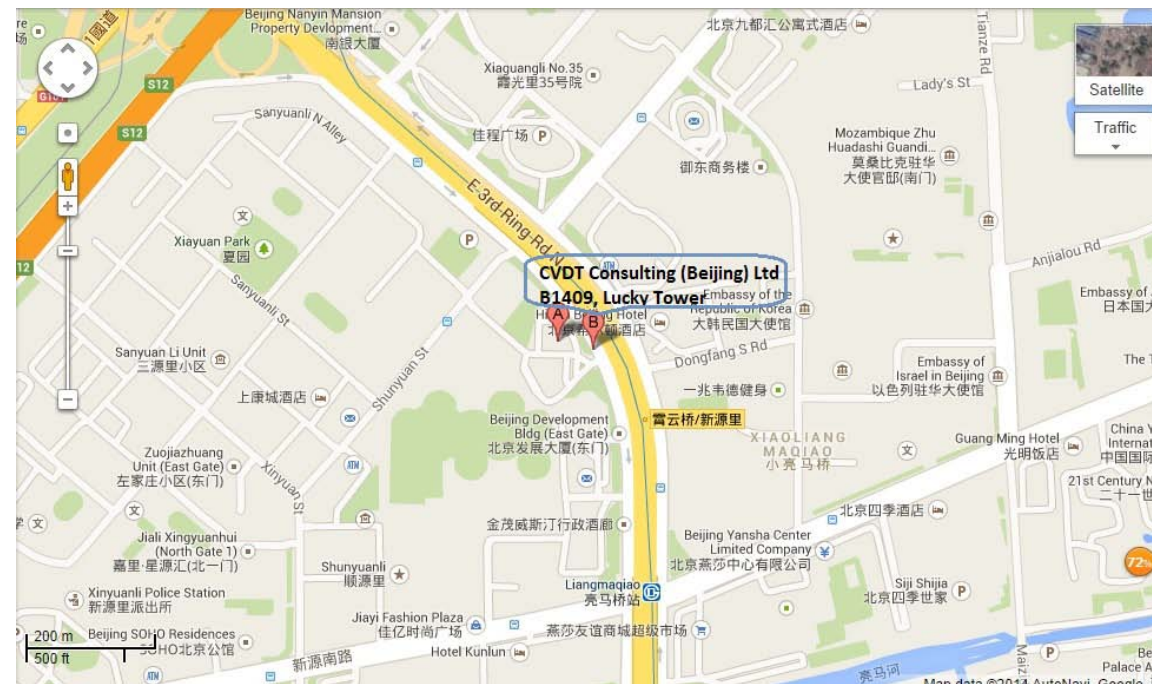 Beijing Nanyin Mansion
Property Devlopment...
南銀大厦
北京九都汇公寓式酒店
Tianze Rd
1國道
S12
Xiaguangli No.35
霞光里35号院
Lady's St
Satellite
Traffic
S12
Sanyuanli N Alley
佳程广场
P
Mozambique Zhu
Huadashi Guandi...
莫桑比克驻华
大使官邸(南门)
御东商务楼
E-3rd-Ring-Rd N
文
Xiayuan Park
夏园
P
Anjialou Rd
12
ATM
CVDT Consulting (Beijing) Ltd
B1409, Lucky Tower
Embassy of the
Republic of Korea
大韩民国大使馆
A
B
Sanyuanli St
Dongfang S Rd
Sanyuan Li Unit
三源里小区
Shunyuan St
Embassy of
Israel in Beijing
以色列驻华大使馆
上康城酒店
一兆韦德健身
Beijing Development
Bldg (East Gate)
北京发展大厦(东门)
霄云桥/新源里
XIAOLIANG
MAQIAO
小亮马桥
Guang Ming Hotel
光明饭店
文
Zuojiazhuang
Unit (East Gate)
左家庄小区(东门)
ATM
Xinyuan St
文
文
北京四季酒店
金茂威斯汀行政酒廊
Jiali Xingyuanhui
(North Gate 1)
嘉里·星源汇(北一门)
Beijing Yansha Center
Limited Company
北京燕莎中心有限公司
¥
72%
Shunyuanli
顺源里
Liangmaqiao
亮马桥站
Siji Shijia
北京四季世家
P
Xinyuanli Police Station
新源里派出所
Jiayi Fashion Plaza
佳亿时尚广场
燕莎友谊商城超级市场
200 m
500 ft
Beijing SOHO Residences
SOHO北京公馆
Hotel Kunlun
新源南路
ATM
亮马河
P